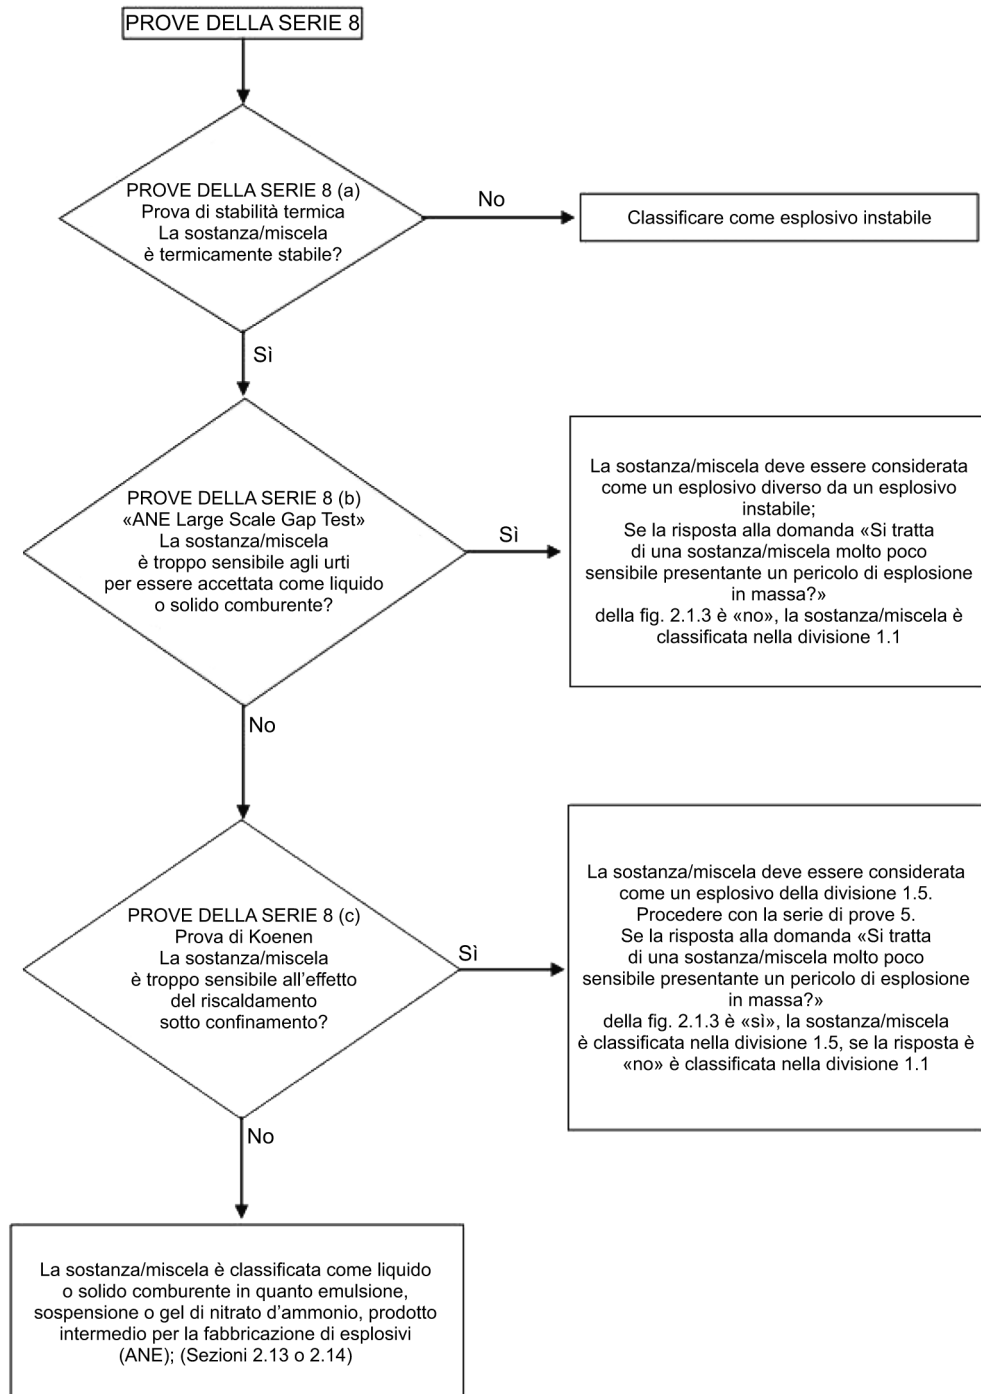 PROVE DELLA SERIE 8
PROVE DELLA SERIE 8 (a)
Prova di stabilità termica
La sostanza/miscela
è termicamente stabile?
No
Classificare come esplosivo instabile
Sì
PROVE DELLA SERIE 8 (b)
«ANE Large Scale Gap Test»
La sostanza/miscela
è troppo sensibile agli urti
per essere accettata come liquido
o solido comburente?
Sì
La sostanza/miscela deve essere considerata
come un esplosivo diverso da un esplosivo
instabile;
Se la risposta alla domanda «Si tratta
di una sostanza/miscela molto poco
sensibile presentante un pericolo di esplosione
in massa?»
della fig. 2.1.3 è «no», la sostanza/miscela è
classificata nella divisione 1.1
No
PROVE DELLA SERIE 8 (c)
Prova di Koenen
La sostanza/miscela
è troppo sensibile all'effetto
del riscaldamento
sotto confinamento?
Sì
La sostanza/miscela deve essere considerata
come un esplosivo della divisione 1.5.
Procedere con la serie di prove 5.
Se la risposta alla domanda «Si tratta
di una sostanza/miscela molto poco
sensibile presentante un pericolo di esplosione
in massa?»
della fig. 2.1.3 è «sì», la sostanza/miscela
è classificata nella divisione 1.5, se la risposta è
«no» è classificata nella divisione 1.1
No
La sostanza/miscela è classificata come liquido
o solido comburente in quanto emulsione,
sospensione o gel di nitrato d'ammonio, prodotto
intermedio per la fabbricazione di esplosivi
(ANE); (Sezioni 2.13 o 2.14)